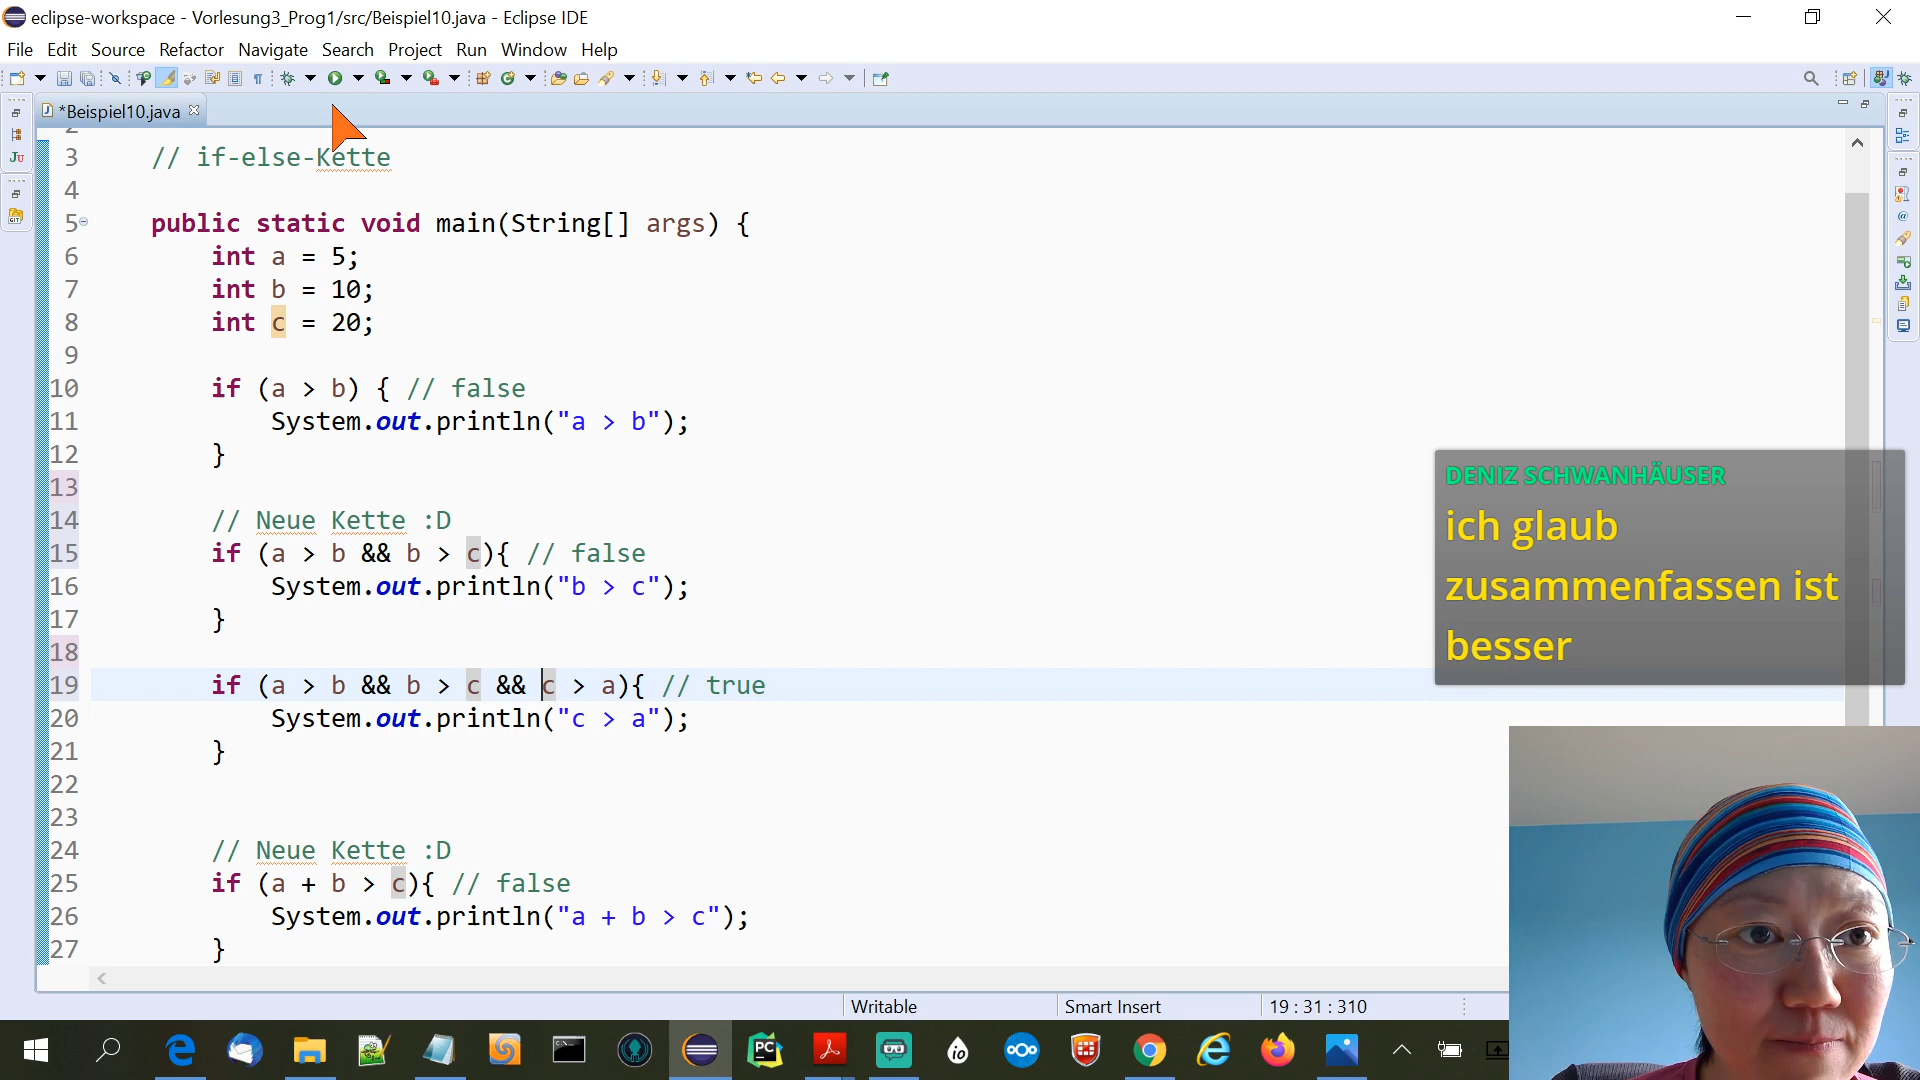 eclipse-workspace - Vorlesung3_Prog1/src/Beispiel10.java - Eclipse IDE
File Edit Source Refactor Navigate Search Project Run Window Help
*Beispiel10.java
3 // if-else-Kette
4
5 public static void main(String[] args) {
6 int a = 5;
7 int b = 10;
8 int c = 20;
9
10 if (a > b) { // false
11 System.out.println("a > b");
12 }
13
14 // Neue Kette :D
15 if (a > b && b > c){ // false
16 System.out.println("b > c");
17 }
18
19 if (a > b && b > c && c > a){ // true
20 System.out.println("c > a");
21 }
22
23
24 // Neue Kette :D
25 if (a + b > c){ // false
26 System.out.println("a + b > c");
27 }
DENIZ SCHWANHÄUSER
ich glaub
zusammenfassen ist
besser
Writable Smart Insert 19 : 31 : 310